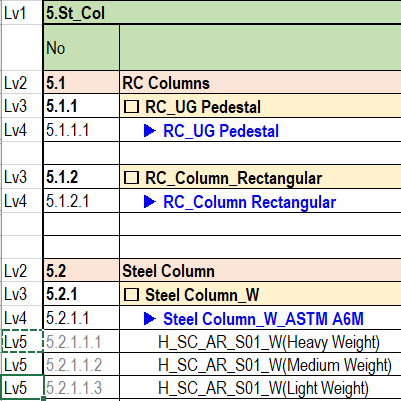 Lv1 5.St_Col
No
Lv2 5.1 RC Columns
Lv3 5.1.1 □ RC_UG Pedestal
Lv4 5.1.1.1 ▶ RC_UG Pedestal
Lv3 5.1.2 □ RC_Column_Rectangular
Lv4 5.1.2.1 ▶ RC_Column Rectangular
Lv2 5.2 Steel Column
Lv3 5.2.1 □ Steel Column_W
Lv4 5.2.1.1 ▶ Steel Column_W_ASTM A6M
Lv5 5.2.1.1.1 H_SC_AR_S01_W(Heavy Weight)
Lv5 5.2.1.1.2 H_SC_AR_S01_W(Medium Weight)
Lv5 5.2.1.1.3 H_SC_AR_S01_W(Light Weight)